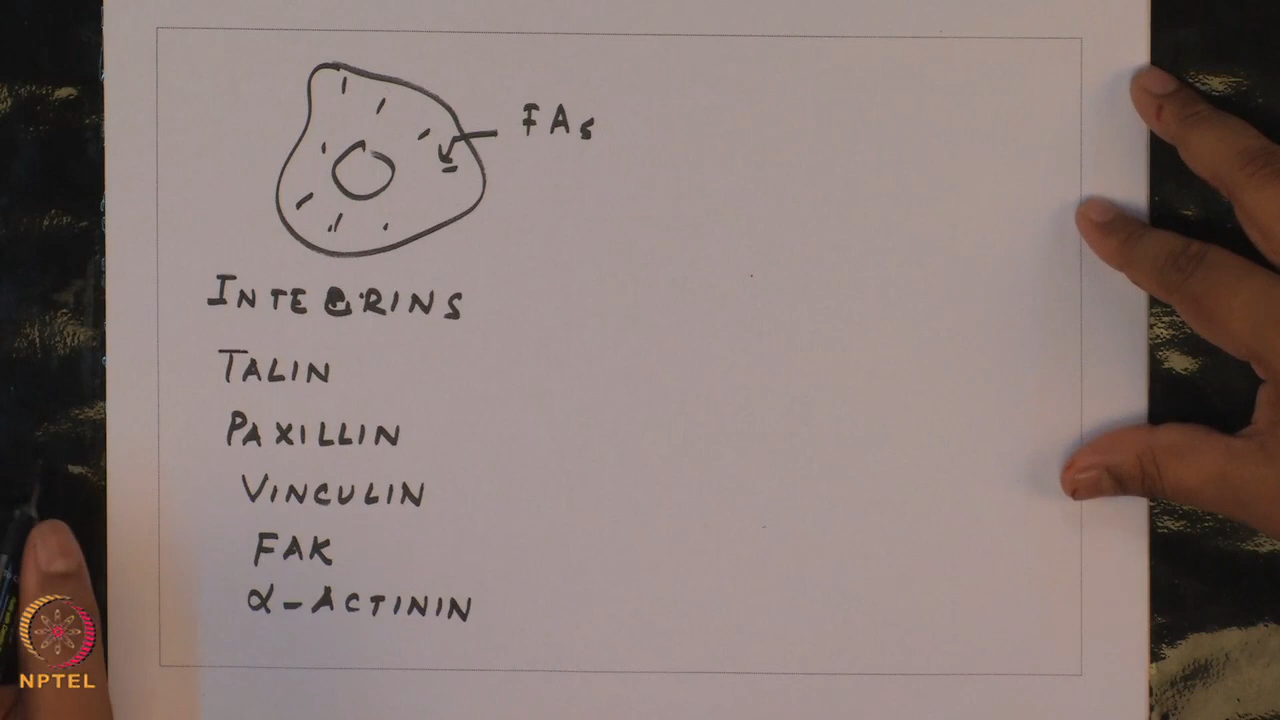 FAs
INTEGRINS
TALIN
PAXILLIN
VINCULIN
FAK
α-ACTININ
NPTEL